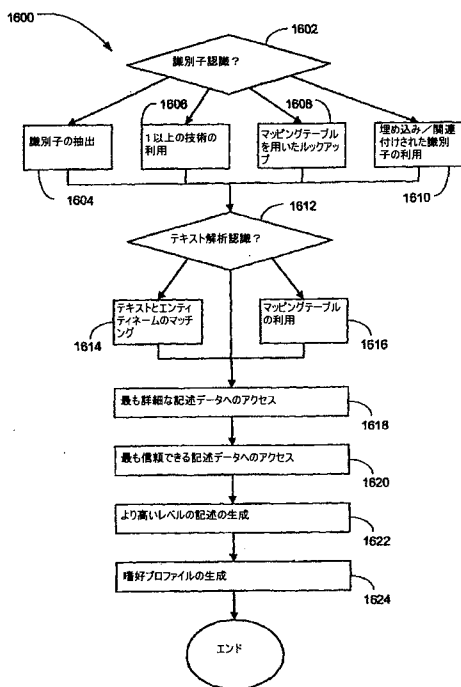 1600
1602
識別子認識?
1606
1608
識別子の抽出
1以上の技術の
利用
マッピングテーブル
を用いたルックアッ
プ
埋め込み/関連
付けされた識別
子の利用
1604
1610
1612
テキスト解析認識?
テキストとエンティ
ティネームのマッチ
ング
マッピングテーブル
の利用
1614
1616
最も詳細な記述データへのアクセス
1618
最も信頼できる記述データへのアクセス
1620
より高いレベルの記述の生成
1622
嗜好プロファイルの生成
1624
エンド